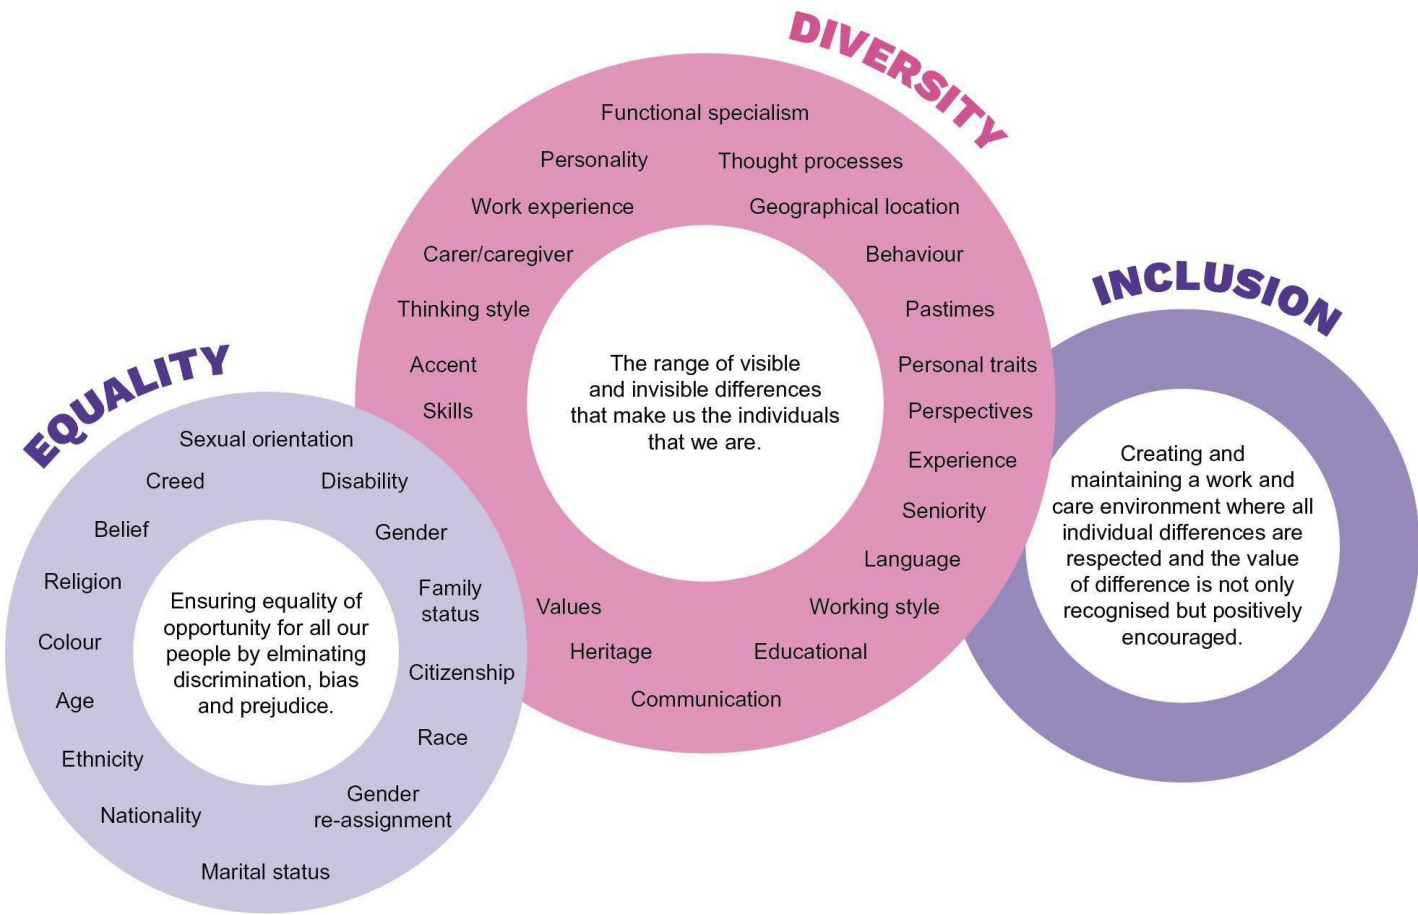 DIVERSITY
Functional specialism
Personality
Thought processes
Work experience
Geographical location
Carer/caregiver
Behaviour
Thinking style
Pastimes
Accent
Personal traits
Skills
Perspectives
Experience
Seniority
Language
Values
Working style
Heritage
Educational
Communication
The range of visible
and invisible differences
that make us the individuals
that we are.
EQUALITY
Sexual orientation
Creed
Disability
Belief
Gender
Religion
Family
status
Colour
Citizenship
Age
Race
Ethnicity
Gender
re-assignment
Nationality
Marital status
Ensuring equality of
opportunity for all our
people by elminating
discrimination, bias
and prejudice.
INCLUSION
Creating and
maintaining a work and
care environment where all
individual differences are
respected and the value
of difference is not only
recognised but positively
encouraged.